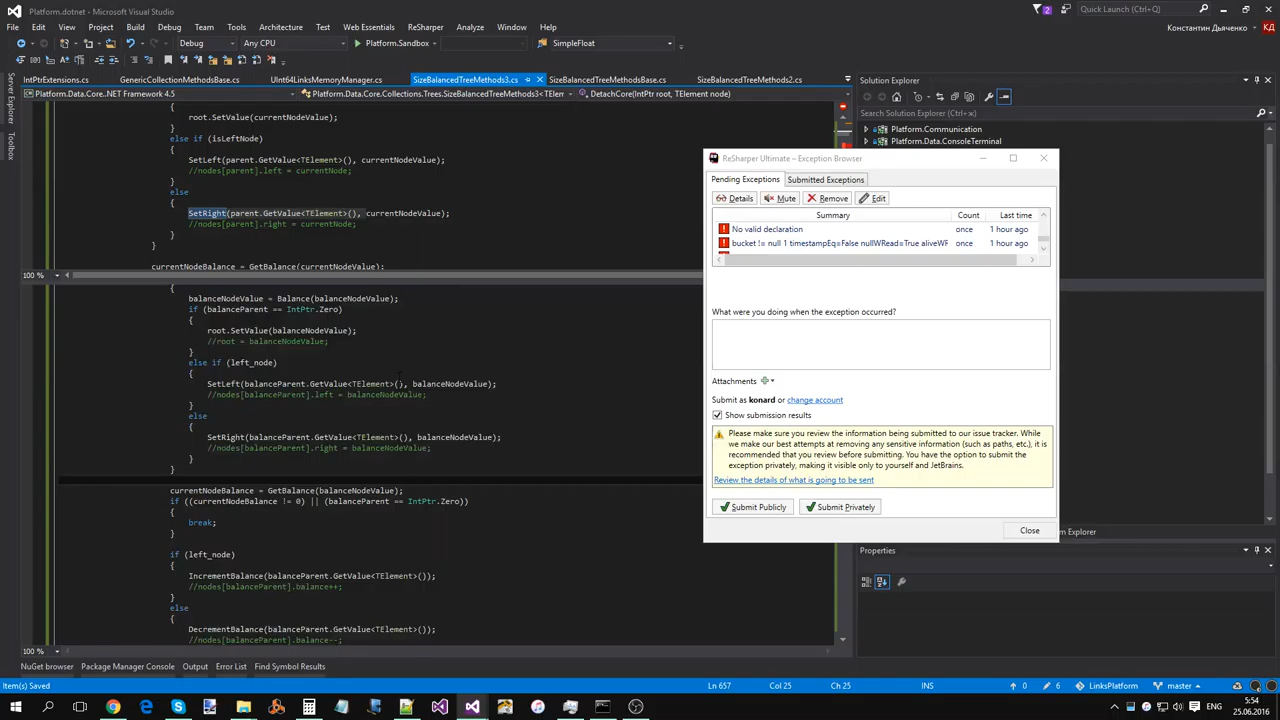 Platform.dotnet - Microsoft Visual Studio
2
Quick Launch (Ctrl+J)
File Edit View Project Build Debug Team Tools Test Web Essentials ReSharper Analyze Window Help
Константин Дьяченко КД
Debug Any CPU Platform.Sandbox SimpleFloat
Server Explorer
Toolbox
IntPtrExtensions.cs GenericCollectionMethodsBase.cs UInt64LinksMemoryManager.cs SizeBalancedTreeMethods3.cs SizeBalancedTreeMethodsBase.cs SizeBalancedTreeMethods2.cs
Platform.Data.Core..NET Framework 4.5 Platform.Data.Core.Collections.Trees.SizeBalancedTreeMethods3<TElem DetachCore(IntPtr root, TElement node)
{
root.SetValue(currentNodeValue);
}
else if (isLeftNode)
SetLeft(parent.GetValue<TElement>(), currentNodeValue);
//nodes[parent].left = currentNode;
else
SetRight(parent.GetValue<TElement>(), currentNodeValue);
//nodes[parent].right = currentNode;
}
currentNodeBalance = GetBalance(currentNode);
100 %
{
balanceNodeValue = Balance(balanceNodeValue);
if (balanceParent == IntPtr.Zero)
{
root.SetValue(balanceNodeValue);
//root = balanceNodeValue;
}
else if (left_node)
SetLeft(balanceParent.GetValue<TElement>(), balanceNodeValue);
//nodes[balanceParent].left = balanceNodeValue;
else
SetRight(balanceParent.GetValue<TElement>(), balanceNodeValue);
//nodes[balanceParent].right = balanceNodeValue;
}
currentNodeBalance = GetBalance(currentNodeValue);
if ((currentNodeBalance != 0) || (balanceParent == IntPtr.Zero))
{
break;
}
if (left_node)
{
IncrementBalance(balanceParent.GetValue<TElement>());
//nodes[balanceParent].balance++;
}
else
{
DecrementBalance(balanceParent.GetValue<TElement>());
//nodes[balanceParent].balance--;
100 %
Solution Explorer
Search Solution Explorer (Ctrl+ж)
Platform.Communication
Platform.Data.ConsoleTerminal
ReSharper Ultimate – Exception Browser
Pending Exceptions Submitted Exceptions
Details Mute Remove Edit
Summary Count Last time
No valid declaration once 1 hour ago
bucket != null 1 timestampEq=False nullWRead=True aliveWF once 1 hour ago
What were you doing when the exception occurred?
Attachments
Submit as konard or change account
Show submission results
Please make sure you review the information being submitted to our issue tracker. While
we make our best attempts at removing any sensitive information (such as paths, etc.), it is
recommended that you review before submitting. You have the option to submit the
exception privately, making it visible only to yourself and JetBrains.
Review the details of what is going to be sent
Submit Publicly Submit Privately
Close
Explorer
Properties
NuGet browser Package Manager Console Output Error List Find Symbol Results
Item(s) Saved Ln 657 Col 25 Ch 25 INS 0 6 LinksPlatform master
ENG
5:54
25.06.2016